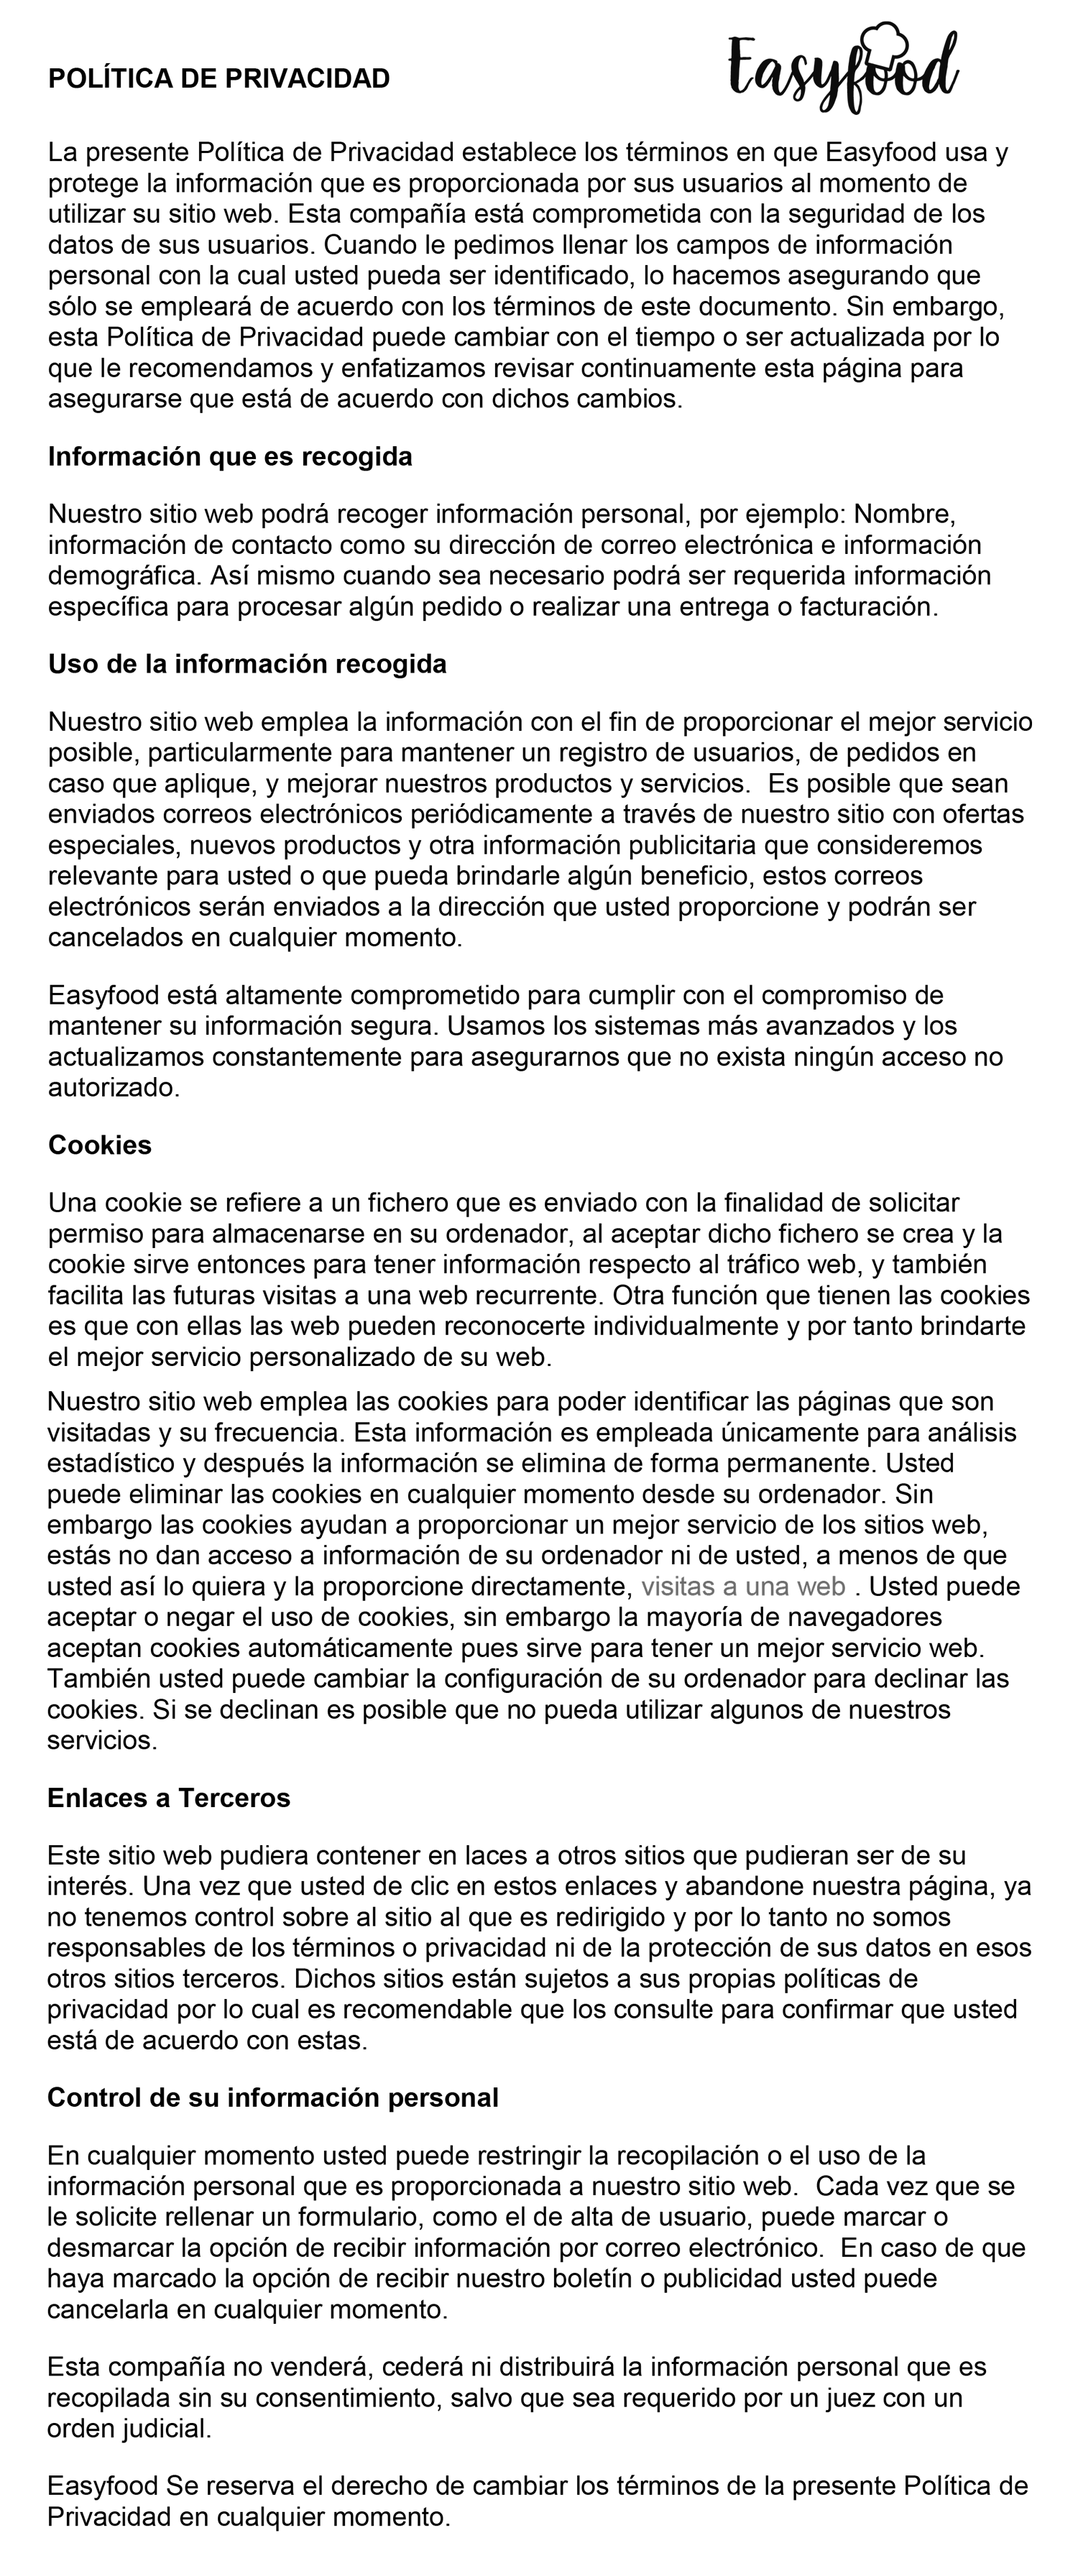 POLÍTICA DE PRIVACIDAD
Easyfood
La presente Política de Privacidad establece los términos en que Easyfood usa y
protege la información que es proporcionada por sus usuarios al momento de
utilizar su sitio web. Esta compañía está comprometida con la seguridad de los
datos de sus usuarios. Cuando le pedimos llenar los campos de información
personal con la cual usted pueda ser identificado, lo hacemos asegurando que
sólo se empleará de acuerdo con los términos de este documento. Sin embargo,
esta Política de Privacidad puede cambiar con el tiempo o ser actualizada por lo
que le recomendamos y enfatizamos revisar continuamente esta página para
asegurarse que está de acuerdo con dichos cambios.
Información que es recogida
Nuestro sitio web podrá recoger información personal, por ejemplo: Nombre,
información de contacto como su dirección de correo electrónica e información
demográfica. Así mismo cuando sea necesario podrá ser requerida información
específica para procesar algún pedido o realizar una entrega o facturación.
Uso de la información recogida
Nuestro sitio web emplea la información con el fin de proporcionar el mejor servicio
posible, particularmente para mantener un registro de usuarios, de pedidos en
caso que aplique, y mejorar nuestros productos y servicios.  Es posible que sean
enviados correos electrónicos periódicamente a través de nuestro sitio con ofertas
especiales, nuevos productos y otra información publicitaria que consideremos
relevante para usted o que pueda brindarle algún beneficio, estos correos
electrónicos serán enviados a la dirección que usted proporcione y podrán ser
cancelados en cualquier momento.
Easyfood está altamente comprometido para cumplir con el compromiso de
mantener su información segura. Usamos los sistemas más avanzados y los
actualizamos constantemente para asegurarnos que no exista ningún acceso no
autorizado.
Cookies
Una cookie se refiere a un fichero que es enviado con la finalidad de solicitar
permiso para almacenarse en su ordenador, al aceptar dicho fichero se crea y la
cookie sirve entonces para tener información respecto al tráfico web, y también
facilita las futuras visitas a una web recurrente. Otra función que tienen las cookies
es que con ellas las web pueden reconocerte individualmente y por tanto brindarte
el mejor servicio personalizado de su web.
Nuestro sitio web emplea las cookies para poder identificar las páginas que son
visitadas y su frecuencia. Esta información es empleada únicamente para análisis
estadístico y después la información se elimina de forma permanente. Usted
puede eliminar las cookies en cualquier momento desde su ordenador. Sin
embargo las cookies ayudan a proporcionar un mejor servicio de los sitios web,
estás no dan acceso a información de su ordenador ni de usted, a menos de que
usted así lo quiera y la proporcione directamente, visitas a una web . Usted puede
aceptar o negar el uso de cookies, sin embargo la mayoría de navegadores
aceptan cookies automáticamente pues sirve para tener un mejor servicio web.
También usted puede cambiar la configuración de su ordenador para declinar las
cookies. Si se declinan es posible que no pueda utilizar algunos de nuestros
servicios.
Enlaces a Terceros
Este sitio web pudiera contener en laces a otros sitios que pudieran ser de su
interés. Una vez que usted de clic en estos enlaces y abandone nuestra página, ya
no tenemos control sobre al sitio al que es redirigido y por lo tanto no somos
responsables de los términos o privacidad ni de la protección de sus datos en esos
otros sitios terceros. Dichos sitios están sujetos a sus propias políticas de
privacidad por lo cual es recomendable que los consulte para confirmar que usted
está de acuerdo con estas.
Control de su información personal
En cualquier momento usted puede restringir la recopilación o el uso de la
información personal que es proporcionada a nuestro sitio web.  Cada vez que se
le solicite rellenar un formulario, como el de alta de usuario, puede marcar o
desmarcar la opción de recibir información por correo electrónico.  En caso de que
haya marcado la opción de recibir nuestro boletín o publicidad usted puede
cancelarla en cualquier momento.
Esta compañía no venderá, cederá ni distribuirá la información personal que es
recopilada sin su consentimiento, salvo que sea requerido por un juez con un
orden judicial.
Easyfood Se reserva el derecho de cambiar los términos de la presente Política de
Privacidad en cualquier momento.